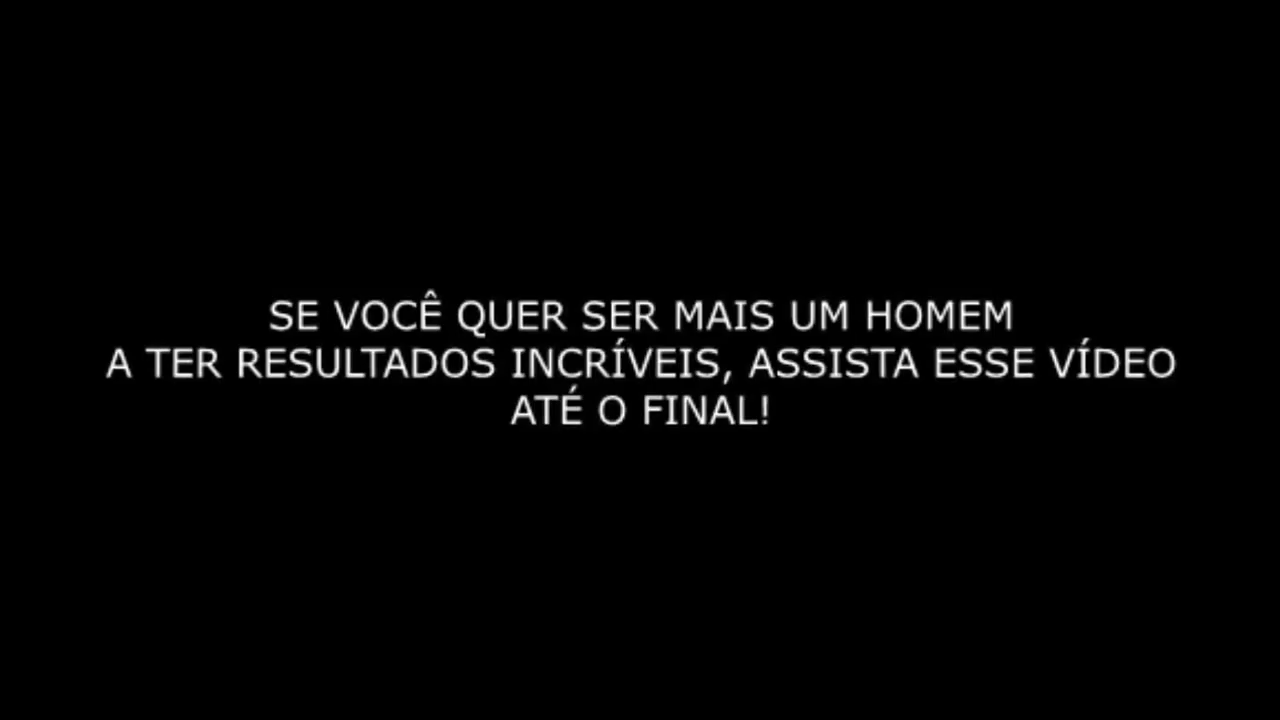 SE VOCÊ QUER SER MAIS UM HOMEM
A TER RESULTADOS INCRÍVEIS, ASSISTA ESSE VÍDEO
ATÉ O FINAL!